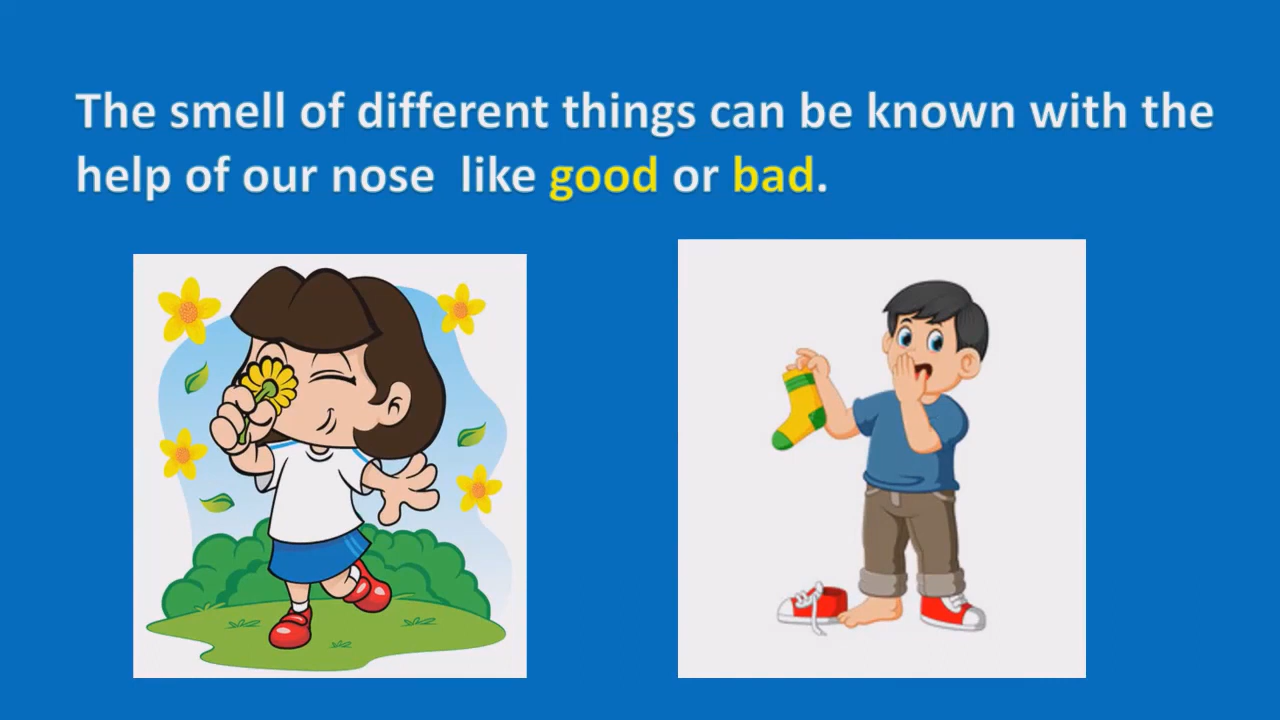 The smell of different things can be known with the
help of our nose  like good or bad.